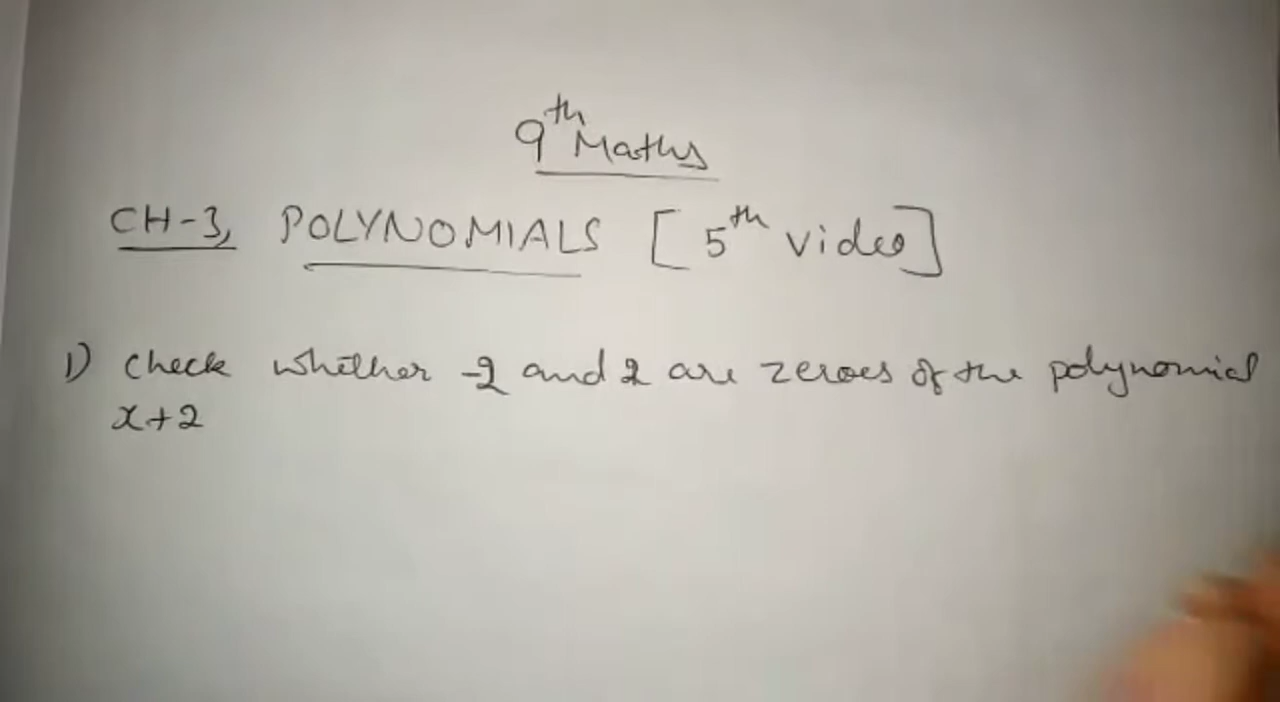 9th Maths
CH-3, POLYNOMIALS [5th video]
1) Check whether -2 and 2 are zeroes of the polynomial
x+2